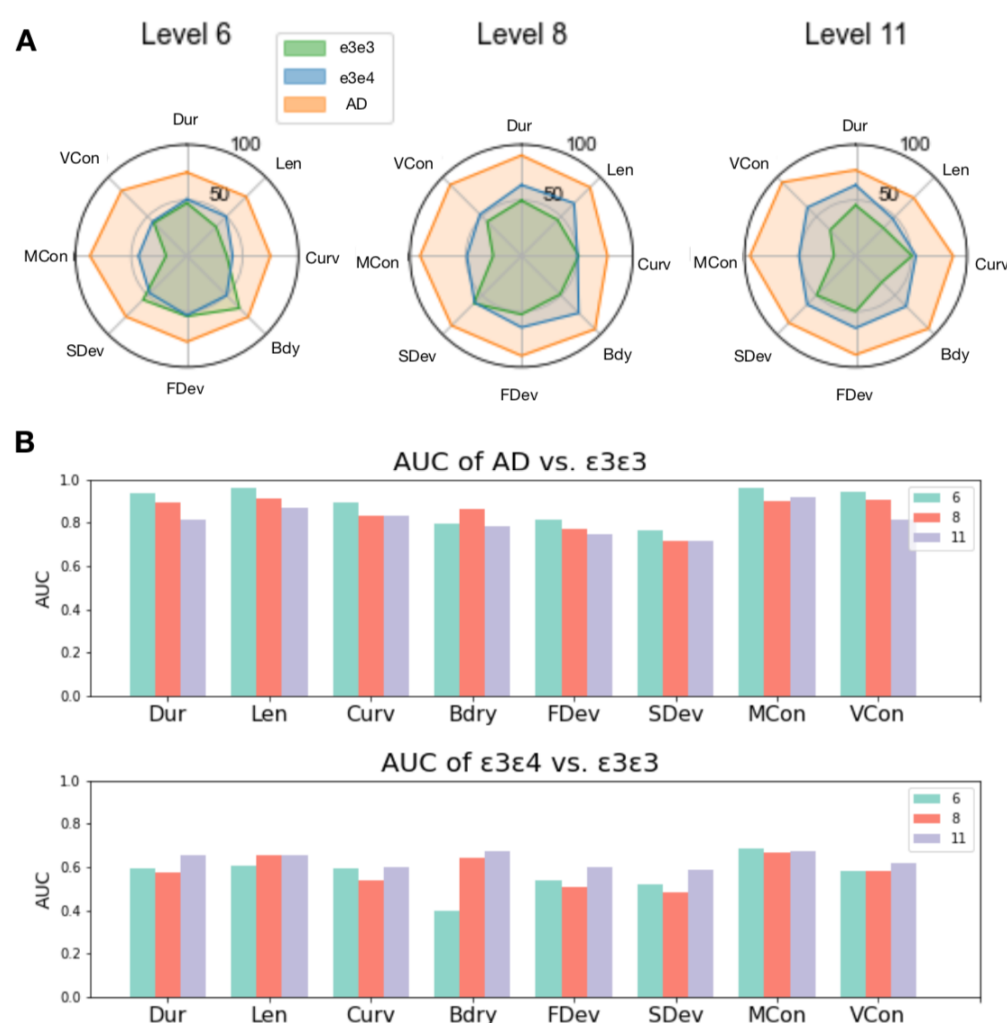 A
Level 6
Level 8
Level 11
e3e3
e3e4
AD
Dur
100
Len
50
Curv
Bdy
FDev
SDev
MCon
VCon
Dur
100
Len
50
Curv
Bdy
FDev
SDev
MCon
VCon
Dur
100
Len
50
Curv
Bdy
FDev
SDev
MCon
VCon
B
AUC of AD vs. ε3ε3
1.0
0.8
0.6
0.4
0.2
0.0
AUC
6
8
11
Dur Len Curv Bdry FDev SDev MCon VCon
AUC of ε3ε4 vs. ε3ε3
1.0
0.8
0.6
0.4
0.2
0.0
AUC
6
8
11
Dur Len Curv Bdry FDev SDev MCon VCon